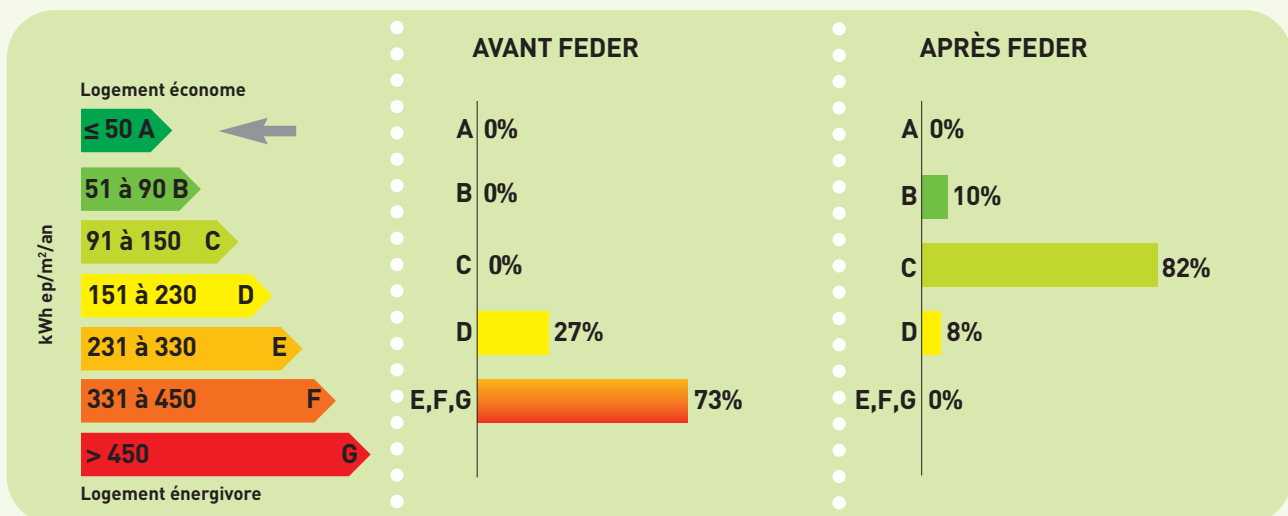 Logement économe
≤ 50 A
51 à 90 B
91 à 150 C
151 à 230 D
231 à 330 E
331 à 450 F
> 450 G
Logement énergivore
kWh ep/m²/an
AVANT FEDER
A 0%
B 0%
C 0%
D 27%
E,F,G 73%
APRÈS FEDER
A 0%
B 10%
C 82%
D 8%
E,F,G 0%